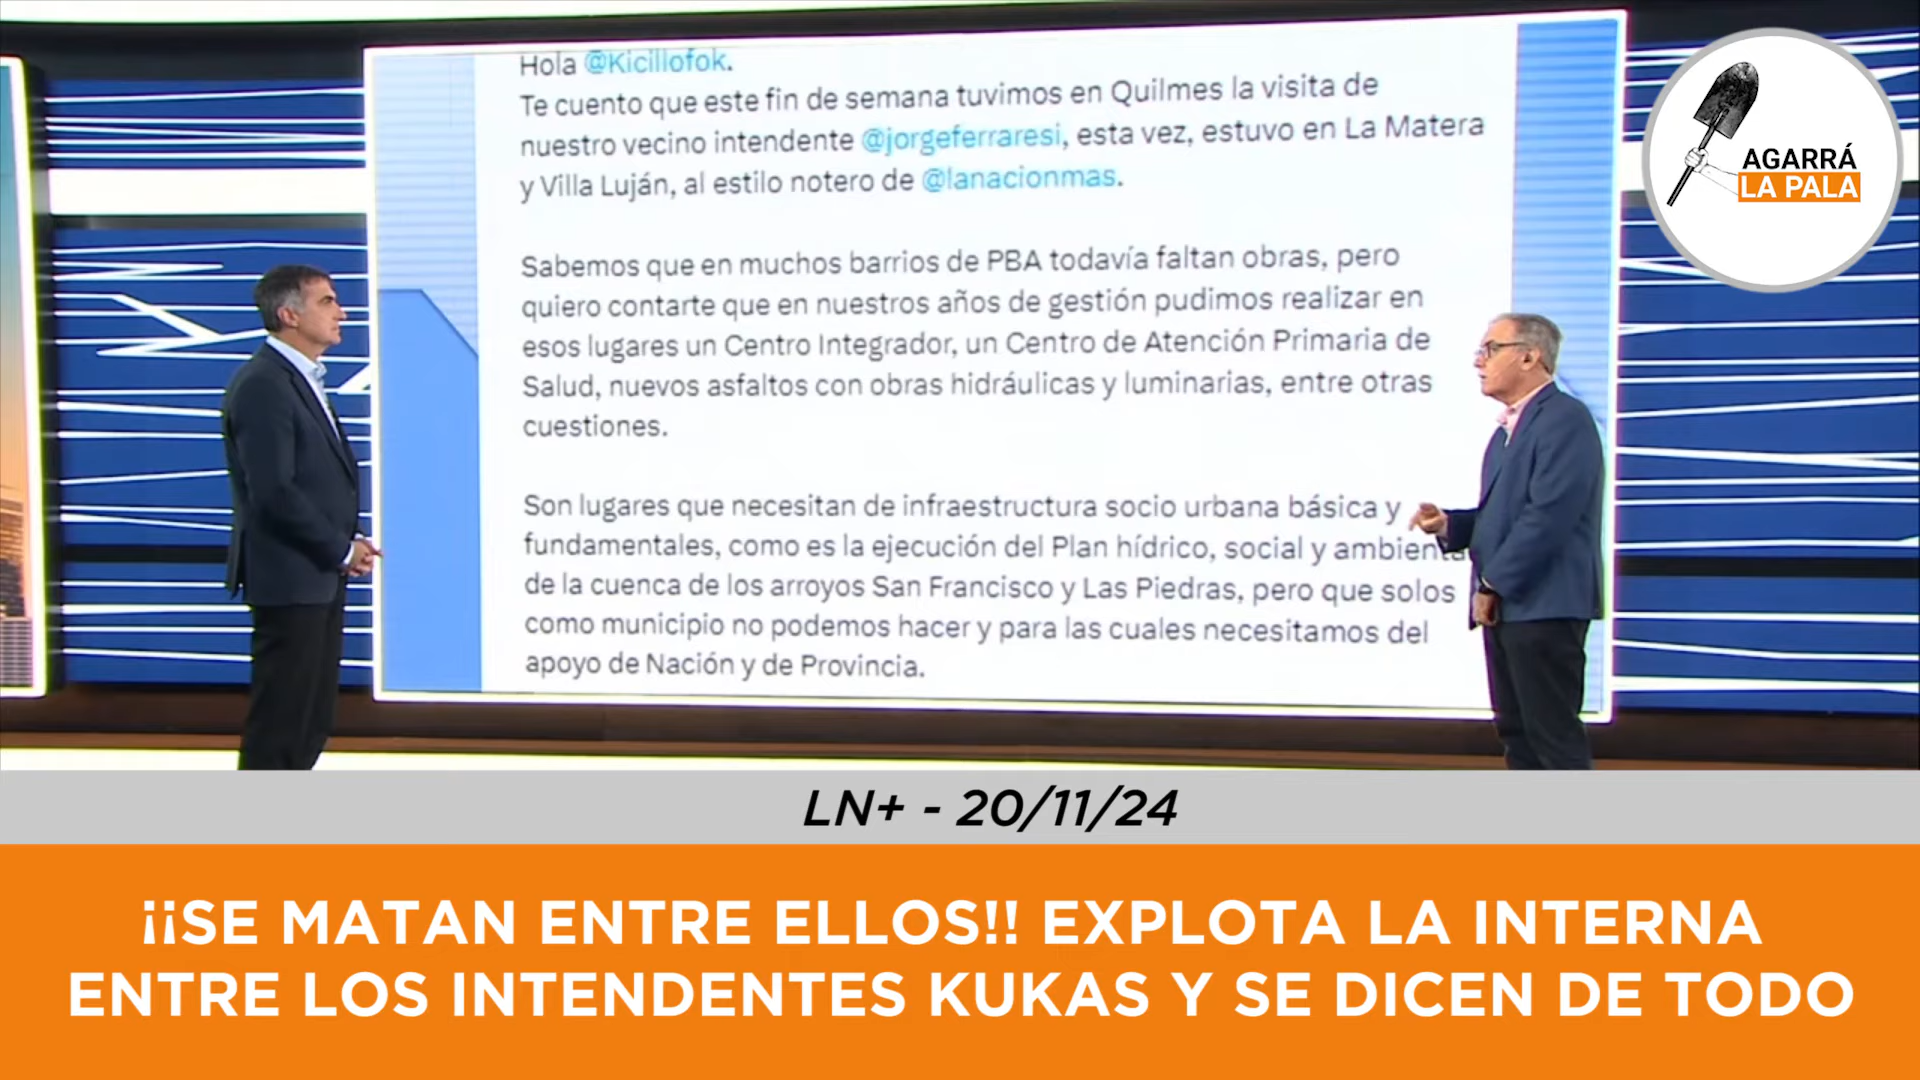 Hola @Kicillofok.
Te cuento que este fin de semana tuvimos en Quilmes la visita de
nuestro vecino intendente @jorgeferraresi, esta vez, estuvo en La Matera
y Villa Luján, al estilo notero de @lanacionmas.
Sabemos que en muchos barrios de PBA todavía faltan obras, pero
quiero contarte que en nuestros años de gestión pudimos realizar en
esos lugares un Centro Integrador, un Centro de Atención Primaria de
Salud, nuevos asfaltos con obras hidráulicas y luminarias, entre otras
cuestiones.
Son lugares que necesitan de infraestructura socio urbana básica y
fundamentales, como es la ejecución del Plan hídrico, social y ambienta
de la cuenca de los arroyos San Francisco y Las Piedras, pero que solos
como municipio no podemos hacer y para las cuales necesitamos del
apoyo de Nación y de Provincia.
AGARRÁ
LA PALA
LN+ - 20/11/24
¡¡SE MATAN ENTRE ELLOS!! EXPLOTA LA INTERNA
ENTRE LOS INTENDENTES KUKAS Y SE DICEN DE TODO